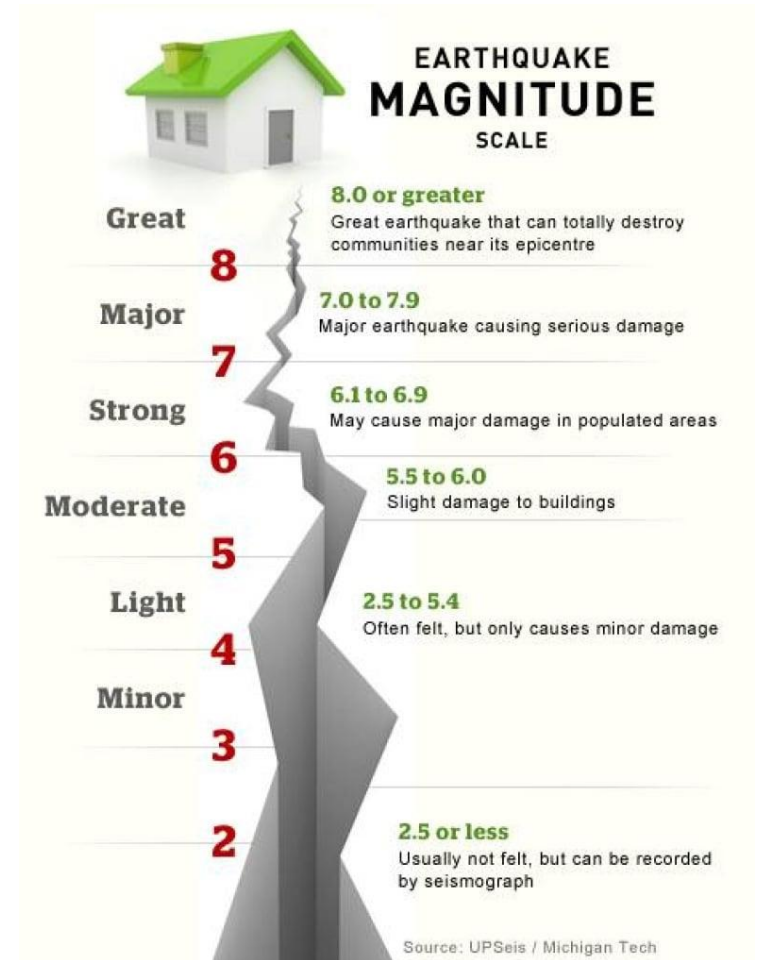 EARTHQUAKE
MAGNITUDE
SCALE
Great
8.0 or greater
Great earthquake that can totally destroy
communities near its epicentre
8
Major
7.0 to 7.9
Major earthquake causing serious damage
7
Strong
6.1 to 6.9
May cause major damage in populated areas
6
Moderate
5.5 to 6.0
Slight damage to buildings
5
Light
2.5 to 5.4
Often felt, but only causes minor damage
4
Minor
3
2
2.5 or less
Usually not felt, but can be recorded
by seismograph
Source: UPSeis / Michigan Tech